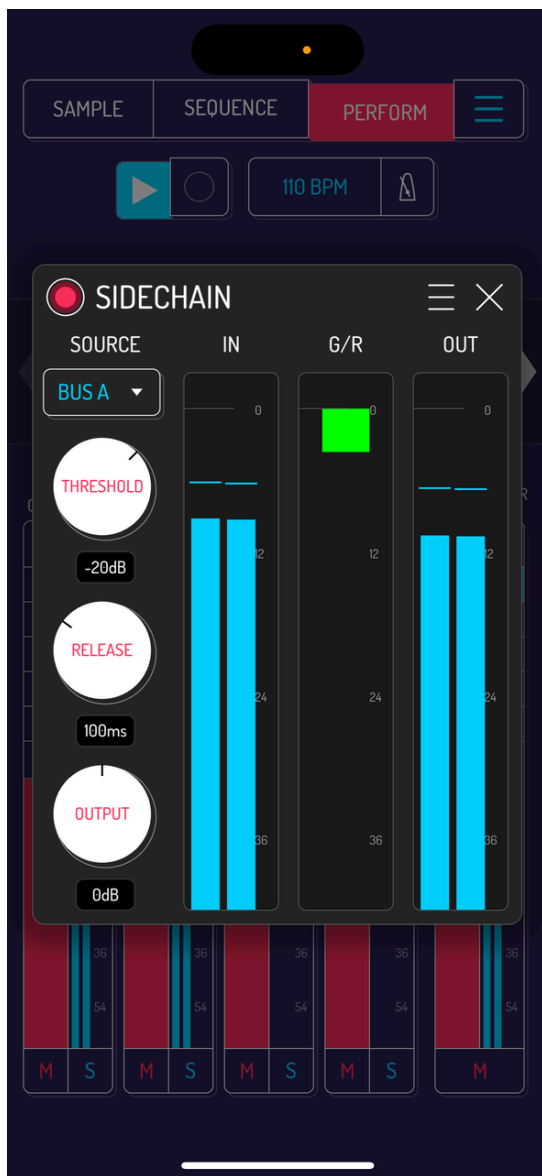 SAMPLE SEQUENCE PERFORM
110 BPM
SIDECHAIN
SOURCE IN G/R OUT
BUS A
0 0 0
THRESHOLD
R
12 12 12
-20dB
RELEASE
24 24 24
100ms
OUTPUT
36 36 36
0dB
36 36 36 36 36
54 54 54 54 54
M S M S M S M S M